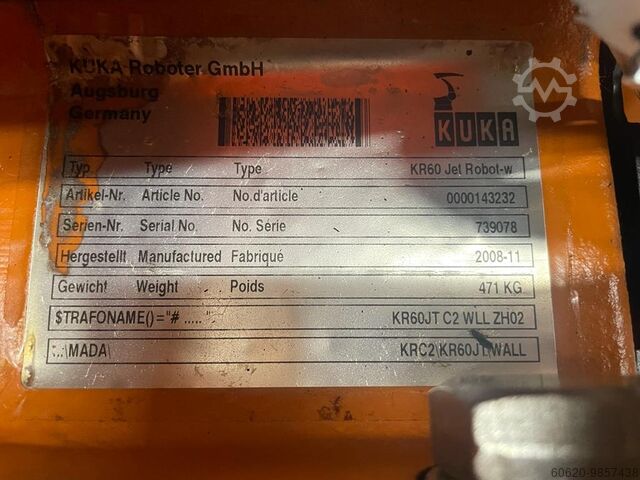 KUKA Roboter GmbH
Augsburg
Germany
KUKA
Typ Type Type KR60 Jet Robot-w
Artikel-Nr. Article No. No.d'article 0000143232
Serien-Nr. Serial No. No. Série 739078
Hergestellt Manufactured Fabriqué 2008-11
Gewicht Weight Poids 471 KG
$TRAFONAME()="# ..... " KR60JT C2 WLL ZH02
...\MADA\ KRC2\KR60JT/WALL
60620-9857438